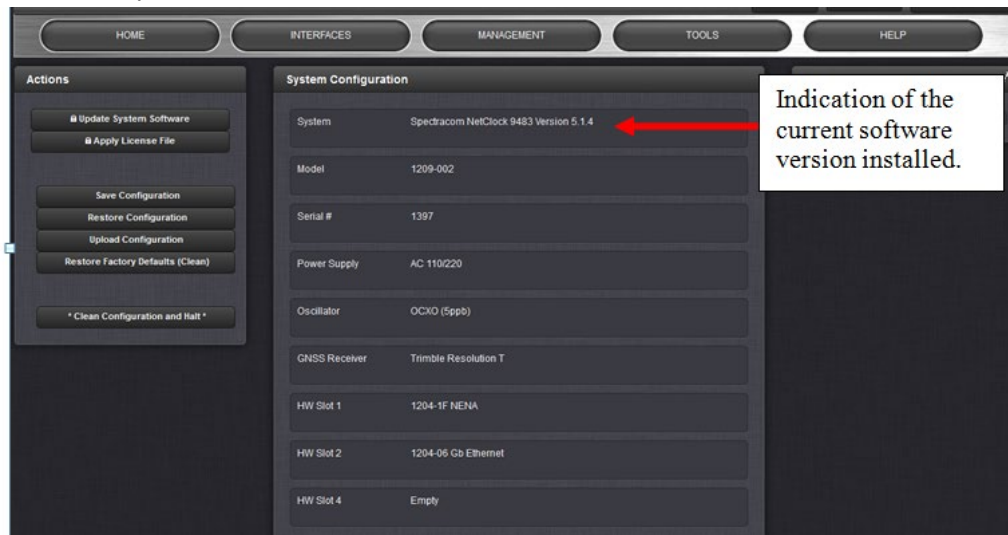 HOME INTERFACES MANAGEMENT TOOLS HELP
Actions
Update System Software
Apply License File
Save Configuration
Restore Configuration
Upload Configuration
Restore Factory Defaults (Clean)
* Clean Configuration and Halt *
System Configuration
System Spectracom NetClock 9483 Version 5.1.4
Model 1209-002
Serial # 1397
Power Supply AC 110/220
Oscillator OCXO (5ppb)
GNSS Receiver Trimble Resolution T
HW Slot 1 1204-1F NENA
HW Slot 2 1204-06 Gb Ethernet
HW Slot 4 Empty
Indication of the
current software
version installed.